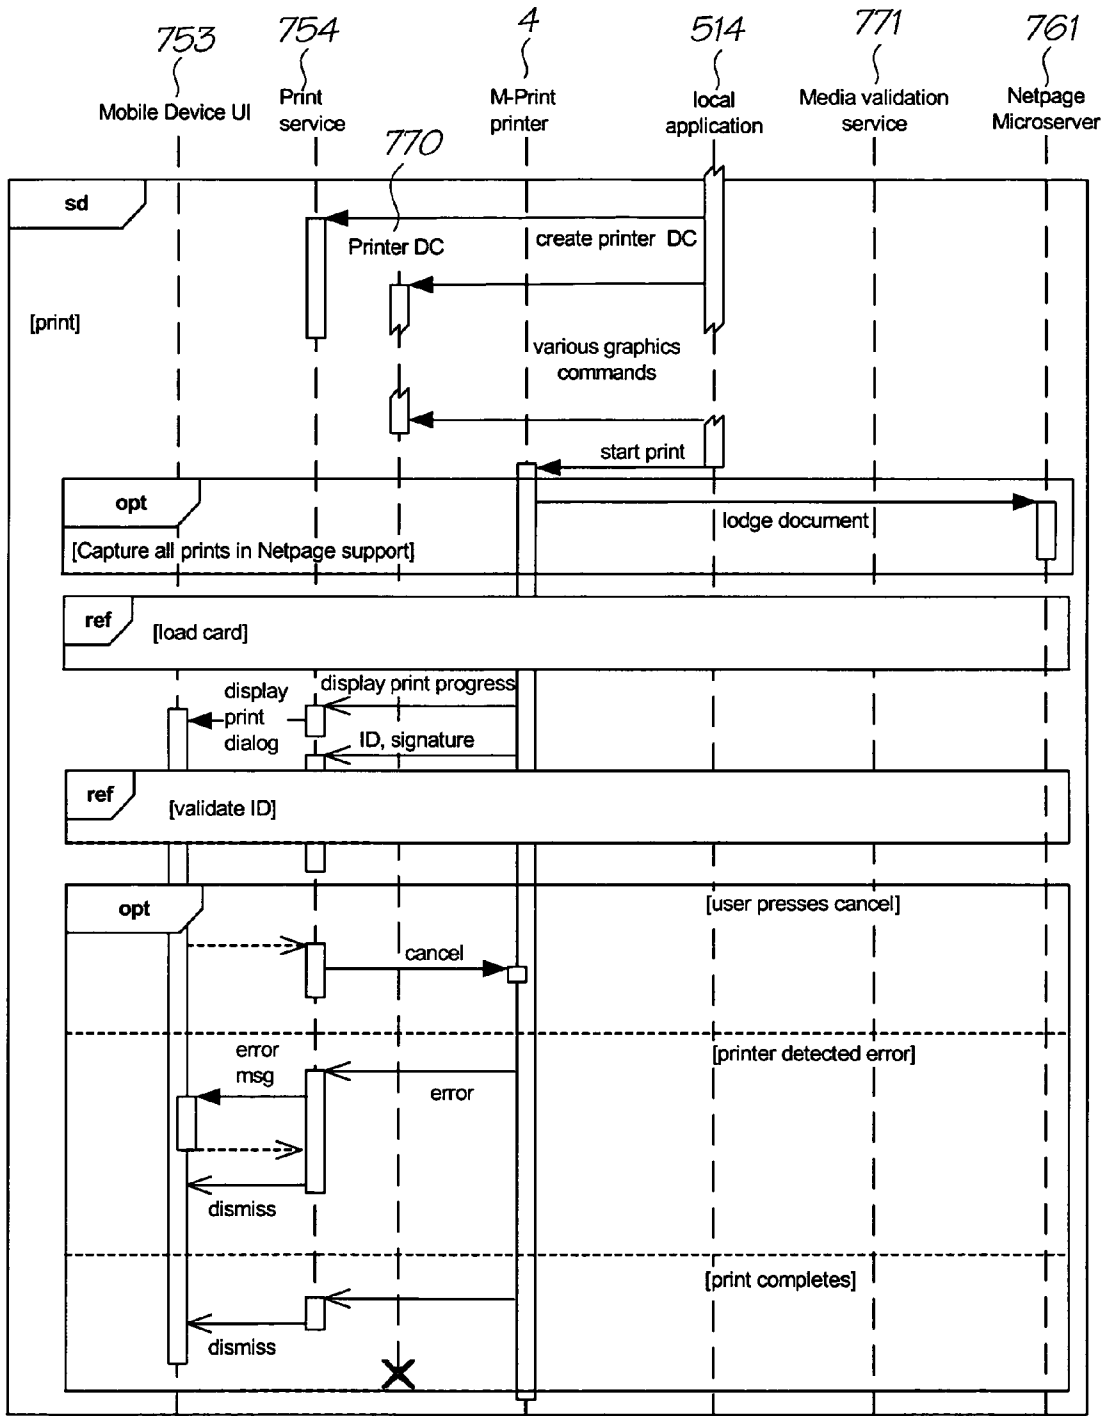 753
754
4
514
771
761
Mobile Device UI
Print
service
M-Print
printer
local
application
Media validation
service
Netpage
Microserver
770
sd
create printer DC
Printer DC
[print]
various graphics
commands
start print
opt
lodge document
[Capture all prints in Netpage support]
ref
[load card]
display print progress
display
print
dialog
ID, signature
ref
[validate ID]
opt
[user presses cancel]
cancel
[printer detected error]
error
msg
error
dismiss
[print completes]
dismiss